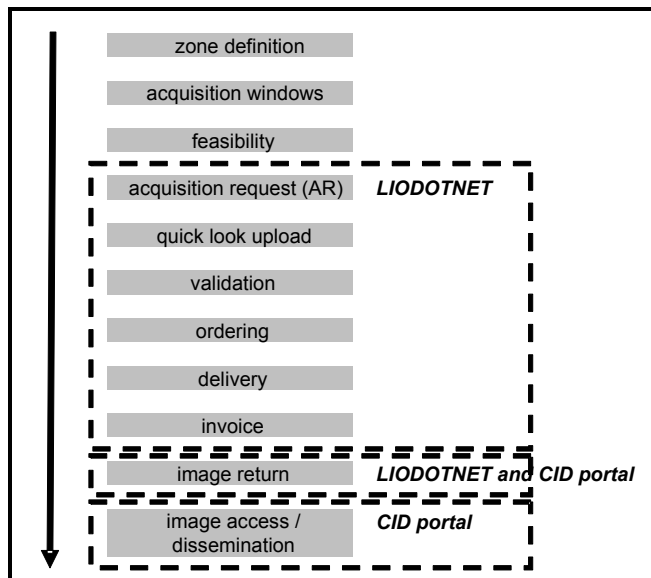 zone definition
acquisition windows
feasibility
acquisition request (AR)
LIODOTNET
quick look upload
validation
ordering
delivery
invoice
image return
LIODOTNET and CID portal
image access /
dissemination
CID portal